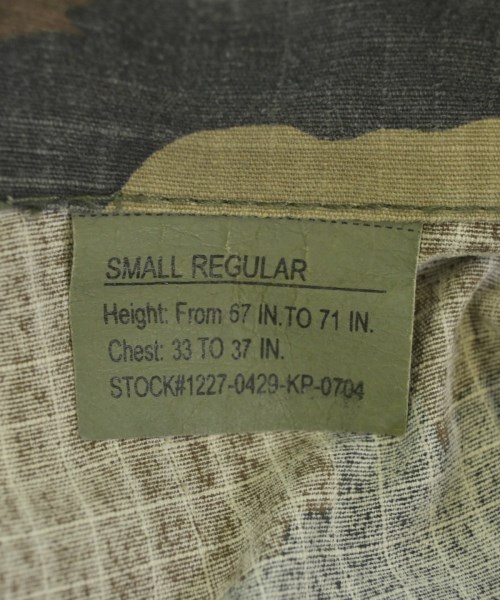 SMALL REGULAR
Height: From 67 IN.TO 71 IN.
Chest: 33 TO 37 IN.
STOCK#1227-0429-KP-0704